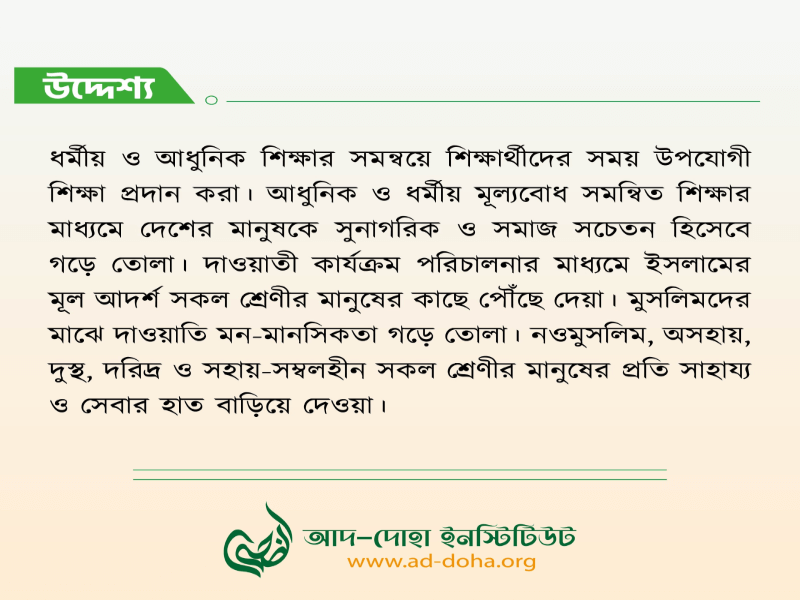 উদ্দেশ্য
ধর্মীয় ও আধুনিক শিক্ষার সমন্বয়ে শিক্ষার্থীদের সময় উপযোগী
শিক্ষা প্রদান করা। আধুনিক ও ধর্মীয় মূল্যবোধ সমন্বিত শিক্ষার
মাধ্যমে দেশের মানুষকে সুনাগরিক ও সমাজ সচেতন হিসেবে
গড়ে তোলা। দাওয়াতী কার্যক্রম পরিচালনার মাধ্যমে ইসলামের
মূল আদর্শ সকল শ্রেণীর মানুষের কাছে পৌঁছে দেয়া। মুসলিমদের
মাঝে দাওয়াতি মন-মানসিকতা গড়ে তোলা। নওমুসলিম, অসহায়,
দুস্থ, দরিদ্র ও সহায়-সম্বলহীন সকল শ্রেণীর মানুষের প্রতি সাহায্য
ও সেবার হাত বাড়িয়ে দেওয়া।
আদ-দোহা ইনস্টিটিউট
www.ad-doha.org